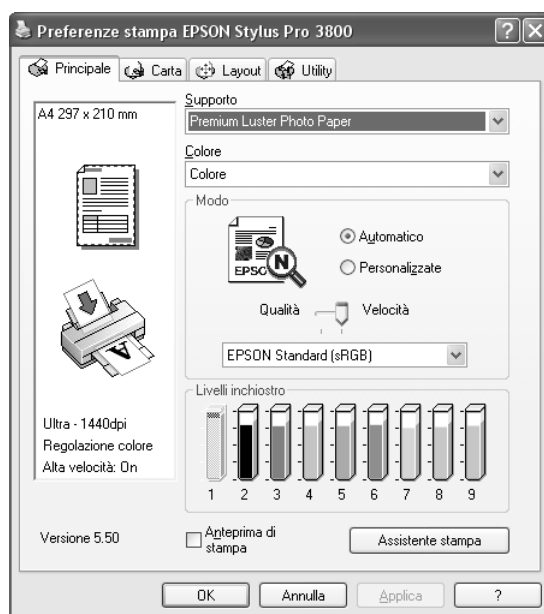 Preferenze stampa EPSON Stylus Pro 3800
Principale Carta Layout Utility
A4 297 x 210 mm
Supporto
Premium Luster Photo Paper
Colore
Colore
Modo
EPSON
N
Automatico
Personalizzate
Qualità Velocità
EPSON Standard (sRGB)
Livelli inchiostro
1 2 3 4 5 6 7 8 9
A
Ultra - 1440dpi
Regolazione colore
Alta velocità: On
Versione 5.50
Anteprima di
stampa
Assistente stampa
OK Annulla Applica ?